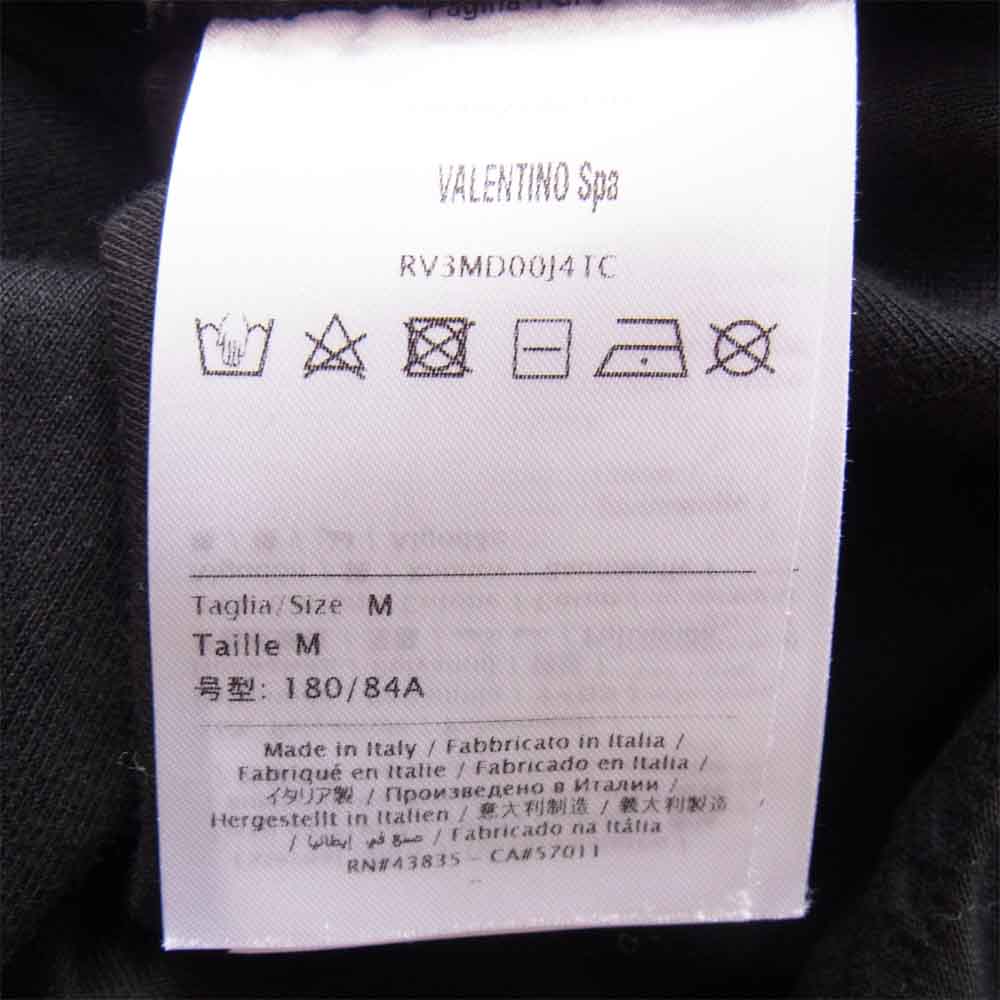 VALENTINO Spa
RV3MD00J4TC
Taglia/Size M
Taille M
号型: 180/84A
Made in Italy / Fabbricato in Italia /
Fabriqué en Italie / Fabricado en Italia /
イタリア製 / Произведено в Италии /
Hergestellt in Italien / 意大利制造 / 義大利製造
/ صنع في إيطاليا / Fabricado na Itália
RN#43835 - CA#57011